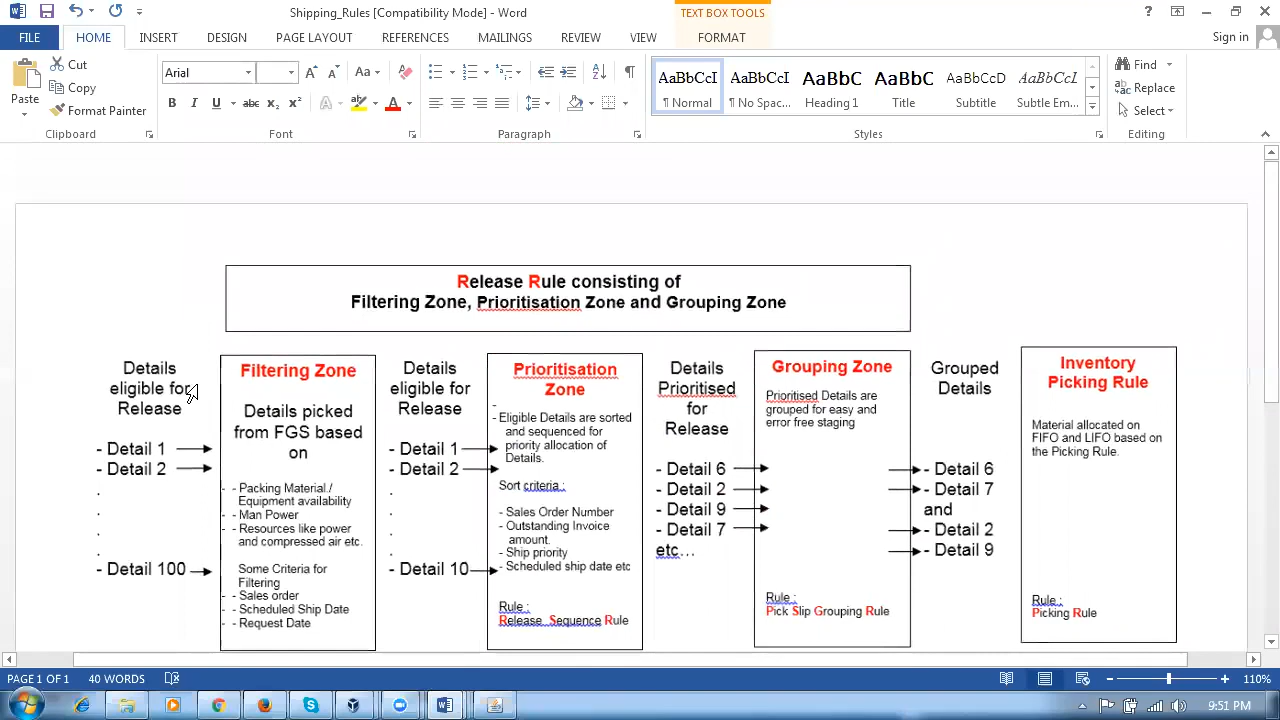 Shipping_Rules [Compatibility Mode] - Word
TEXT BOX TOOLS
FILE
HOME
INSERT
DESIGN
PAGE LAYOUT
REFERENCES
MAILINGS
REVIEW
VIEW
FORMAT
Sign in
Paste
Cut
Copy
Format Painter
Clipboard
Arial
Font
Paragraph
AaBbCcI
¶ Normal
AaBbCcI
¶ No Spac...
AaBbC
Heading 1
AaBbC
Title
AaBbCcD
Subtitle
AaBbCcI
Subtle Em...
Styles
Find
Replace
Select
Editing
Release Rule consisting of
Filtering Zone, Prioritisation Zone and Grouping Zone
Details
eligible for
Release
- Detail 1
- Detail 2
.
.
.
.
- Detail 100
Filtering Zone
Details picked
from FGS based
on
- - Packing Material./
Equipment availability
- - Man Power
- - Resources like power
and compressed air etc.
Some Criteria for
Filtering
- - Sales order
- - Scheduled Ship Date
- - Request Date
Details
eligible for
Release
- Detail 1
- Detail 2
.
.
.
.
- Detail 10
Prioritisation
Zone
-
- Eligible Details are sorted
and sequenced for
priority allocation of
Details.
Sort criteria :
- Sales Order Number
- Outstanding Invoice
amount.
- Ship priority
- Scheduled ship date etc
Rule :
Release Sequence Rule
Details
Prioritised
for
Release
- Detail 6
- Detail 2
- Detail 9
- Detail 7
etc...
Grouping Zone
Prioritised Details are
grouped for easy and
error free staging
Rule :
Pick Slip Grouping Rule
Grouped
Details
- Detail 6
- Detail 7
and
- Detail 2
- Detail 9
Inventory
Picking Rule
Material allocated on
FIFO and LIFO based on
the Picking Rule.
Rule :
Picking Rule
PAGE 1 OF 1
40 WORDS
110%
9:51 PM